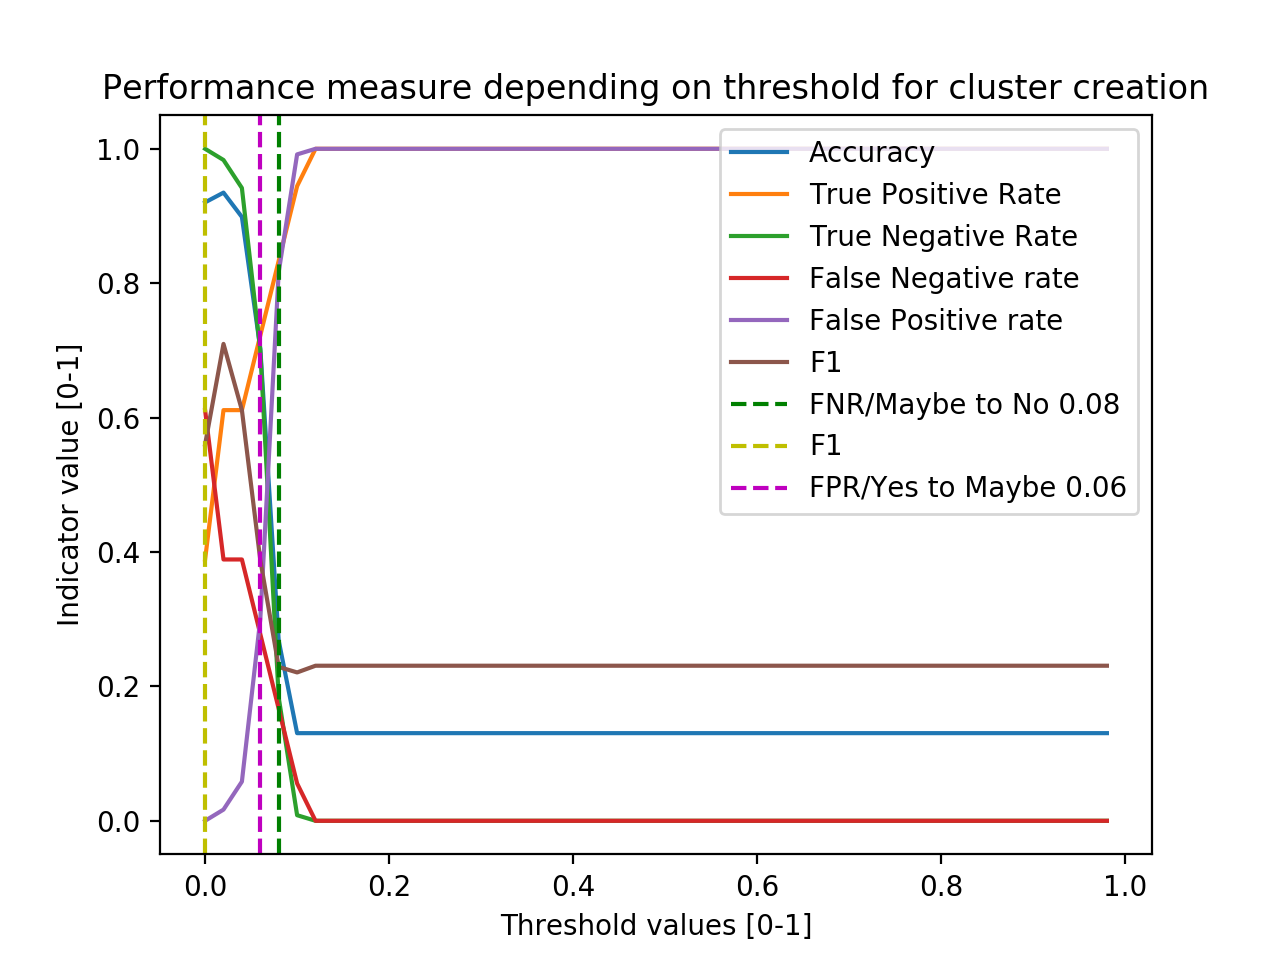 Performance measure depending on threshold for cluster creation
Indicator value [0-1]
1.0
0.8
0.6
0.4
0.2
0.0
Accuracy
True Positive Rate
True Negative Rate
False Negative rate
False Positive rate
F1
FNR/Maybe to No 0.08
F1
FPR/Yes to Maybe 0.06
0.0 0.2 0.4 0.6 0.8 1.0
Threshold values [0-1]